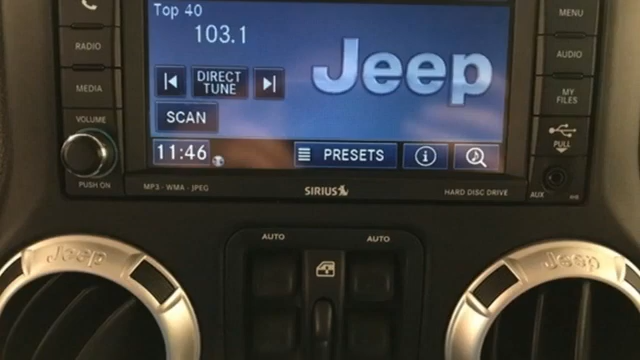 Top 40
103.1
Jeep
DIRECT
TUNE
SCAN
11:46
PRESETS
RADIO
MEDIA
VOLUME
PUSH ON
MENU
AUDIO
MY
FILES
PULL
AUX
MP3 - WMA - JPEG
SIRIUS
HARD DISC DRIVE
AUTO
AUTO
Jeep
Jeep